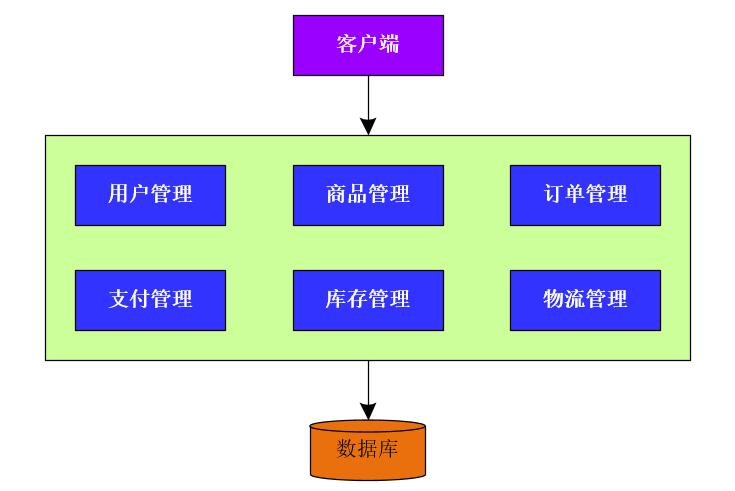 客户端
用户管理
商品管理
订单管理
支付管理
库存管理
物流管理
数据库